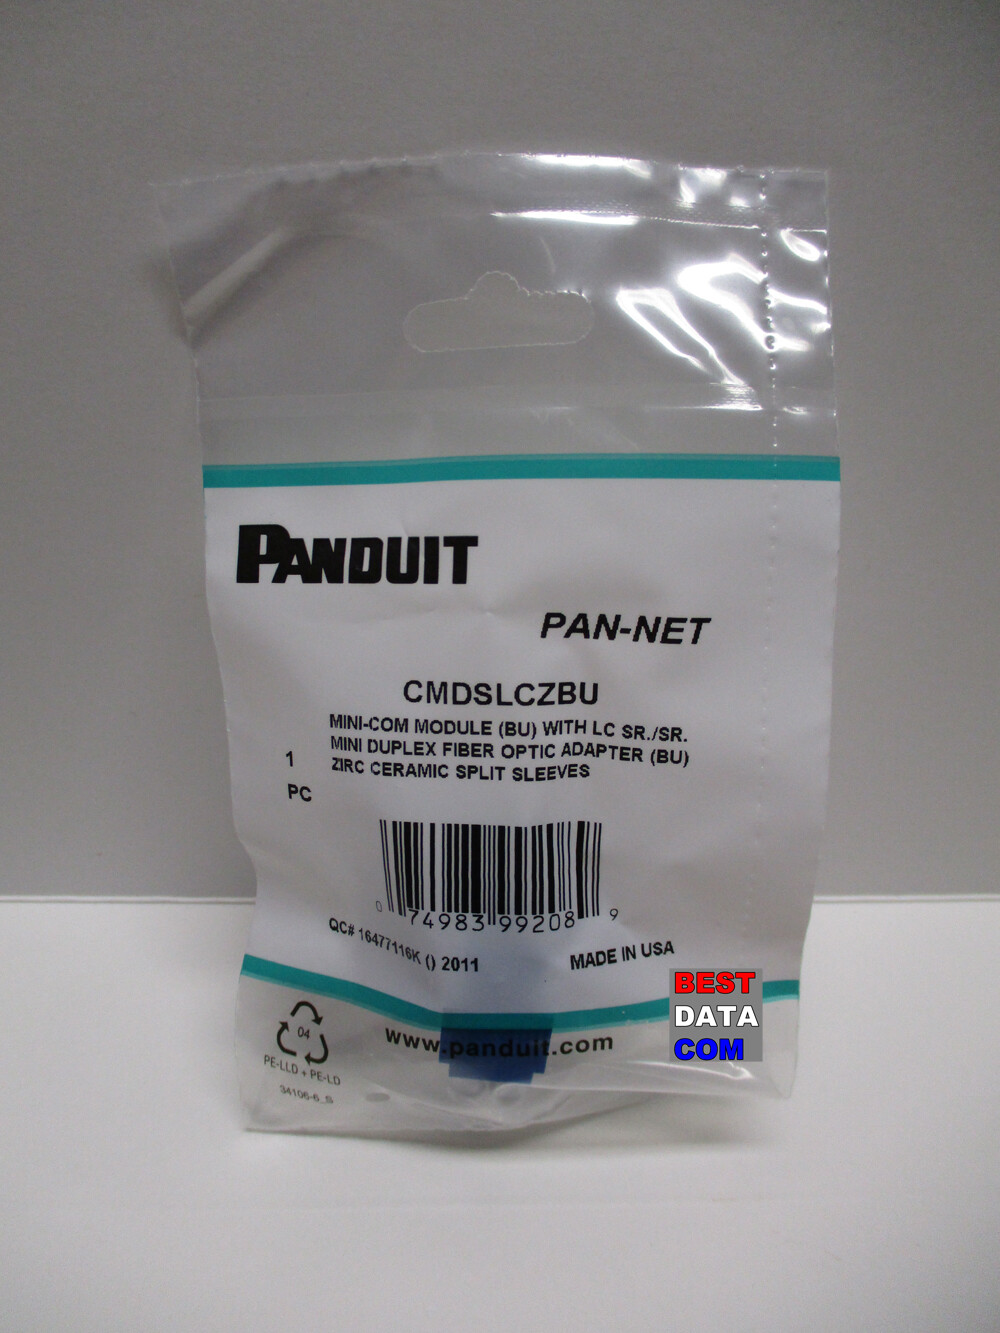 PANDUIT
PAN-NET
CMDSLCZBU
MINI-COM MODULE (BU) WITH LC SR./SR.
MINI DUPLEX FIBER OPTIC ADAPTER (BU)
ZIRC CERAMIC SPLIT SLEEVES
1
PC
0 74983 99208 9
QC# 16477116K () 2011
MADE IN USA
BEST
DATA
COM
04
www.panduit.com
PE-LLD + PE-LD
34106-6_S